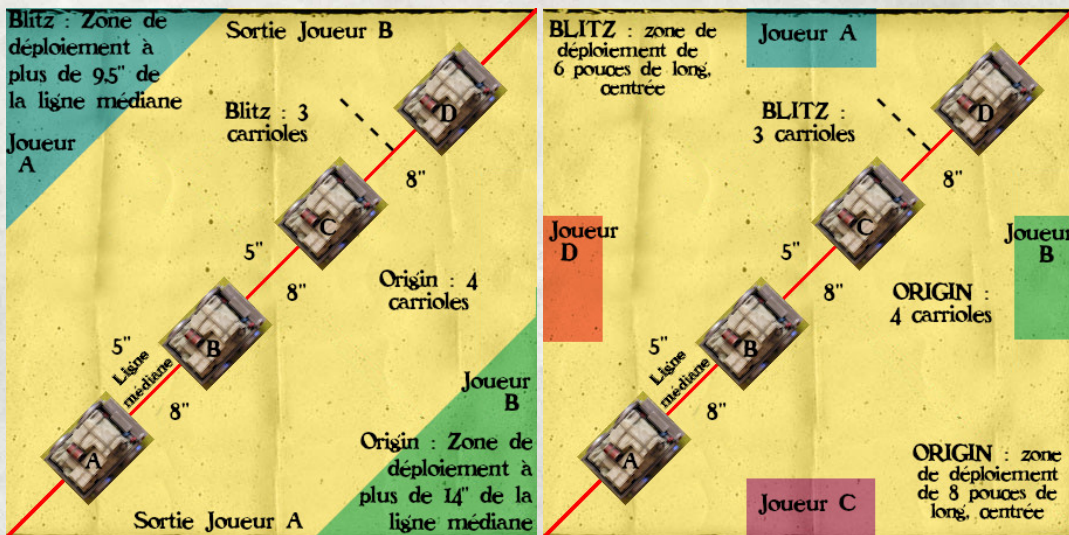 Blitz : Zone de
déploiement à
plus de 9,5" de
la ligne médiane
Joueur
A
Sortie Joueur B
Blitz : 3
carrioles
D
8"
C
5"
8"
Origin : 4
carrioles
B
5"
Ligne
médiane
8"
A
Joueur
B
Origin : Zone de
déploiement à
plus de 14" de la
ligne médiane
Sortie Joueur A
BLITZ : zone de
déploiement de
6 pouces de long,
centrée
Joueur A
BLITZ :
3 carrioles
D
8"
C
Joueur
D
Joueur
B
5"
8"
ORIGIN :
4 carrioles
B
5"
Ligne
médiane
8"
A
ORIGIN : zone
de déploiement
de 8 pouces de
long, centrée
Joueur C